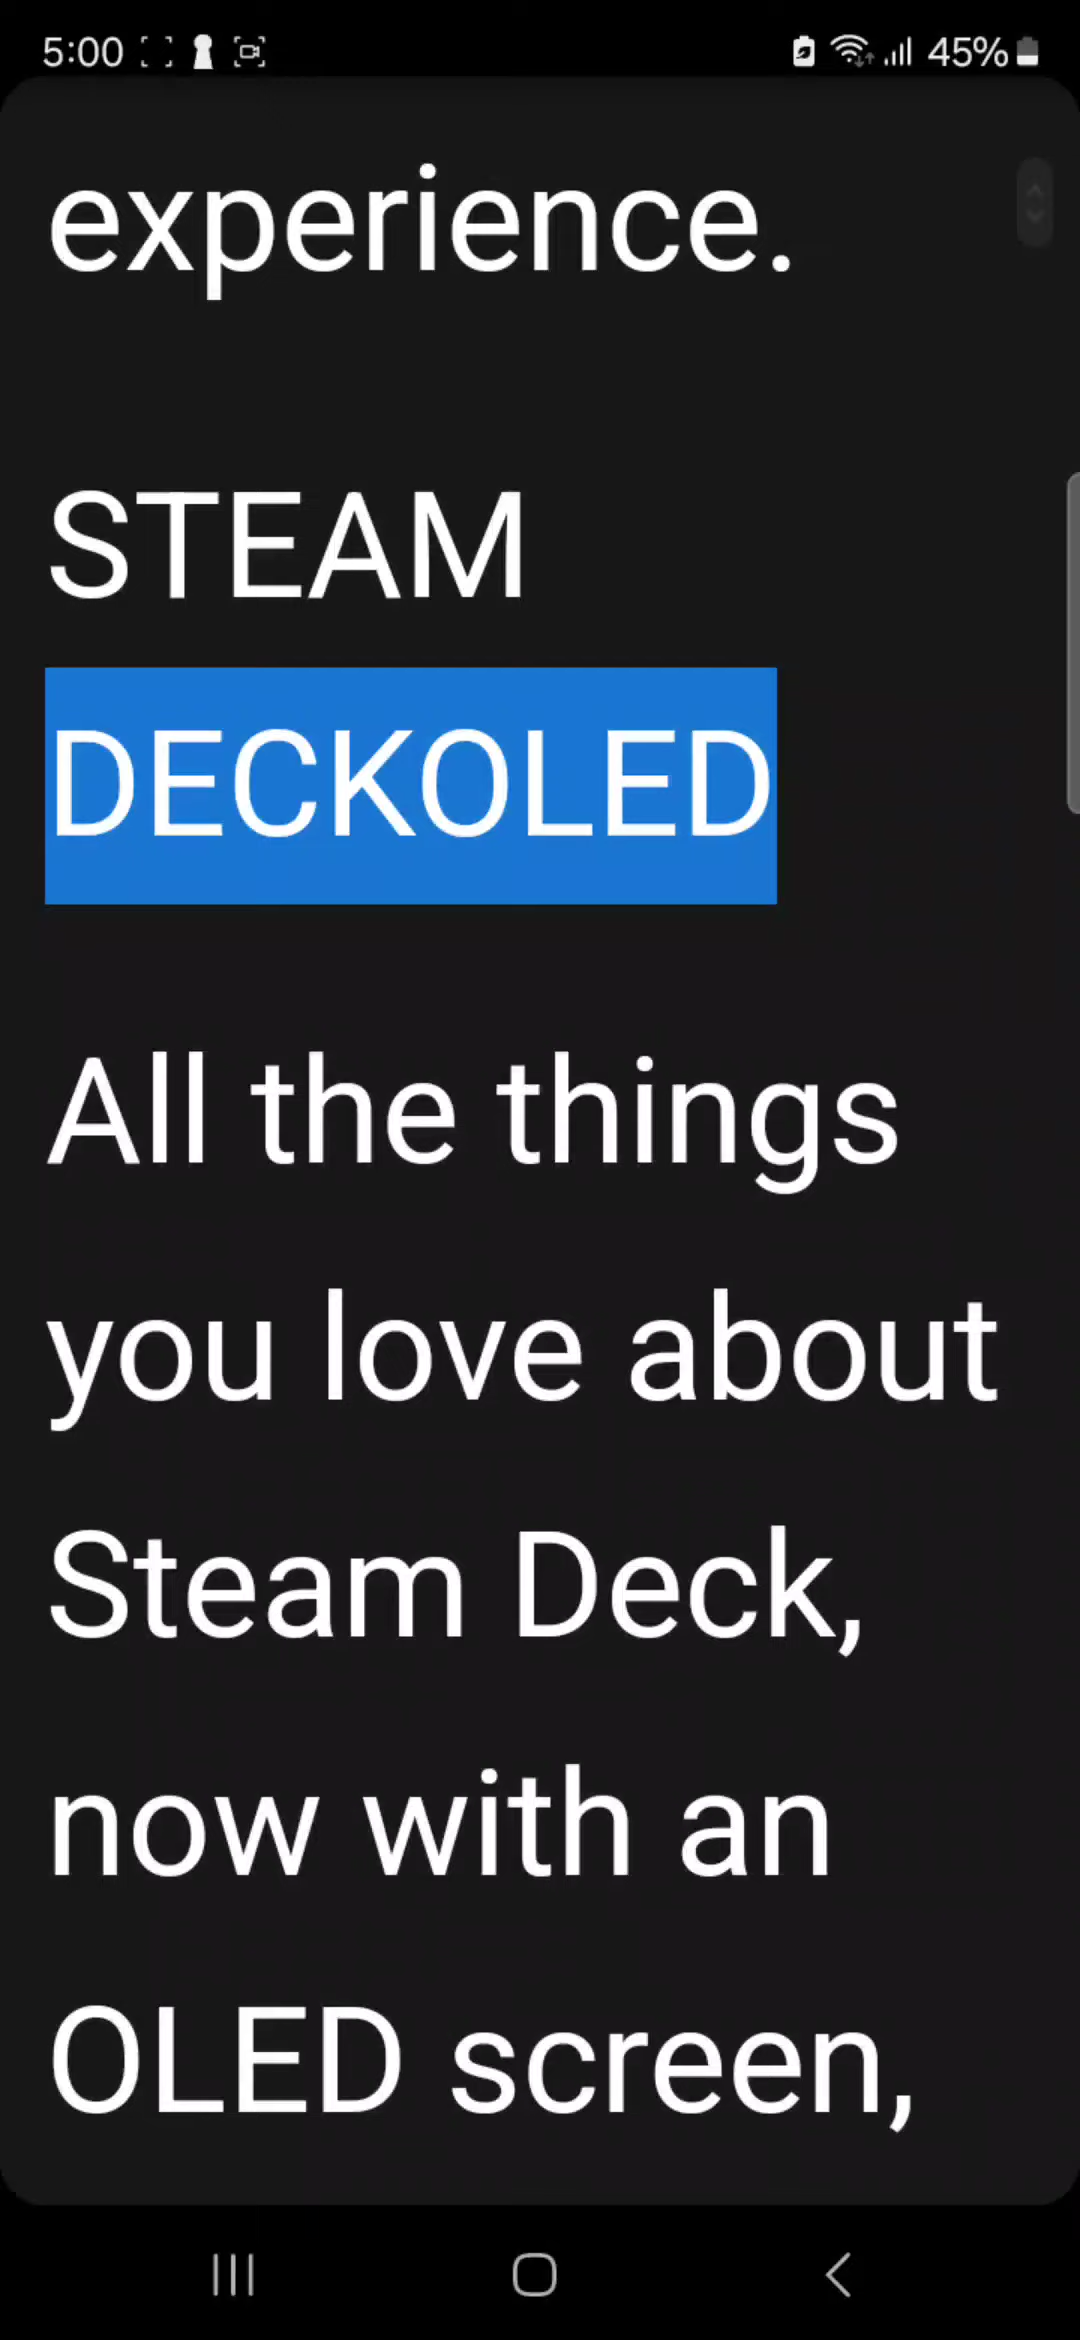 5:00 45%
experience.
STEAM
DECKOLED
All the things
you love about
Steam Deck,
now with an
OLED screen,